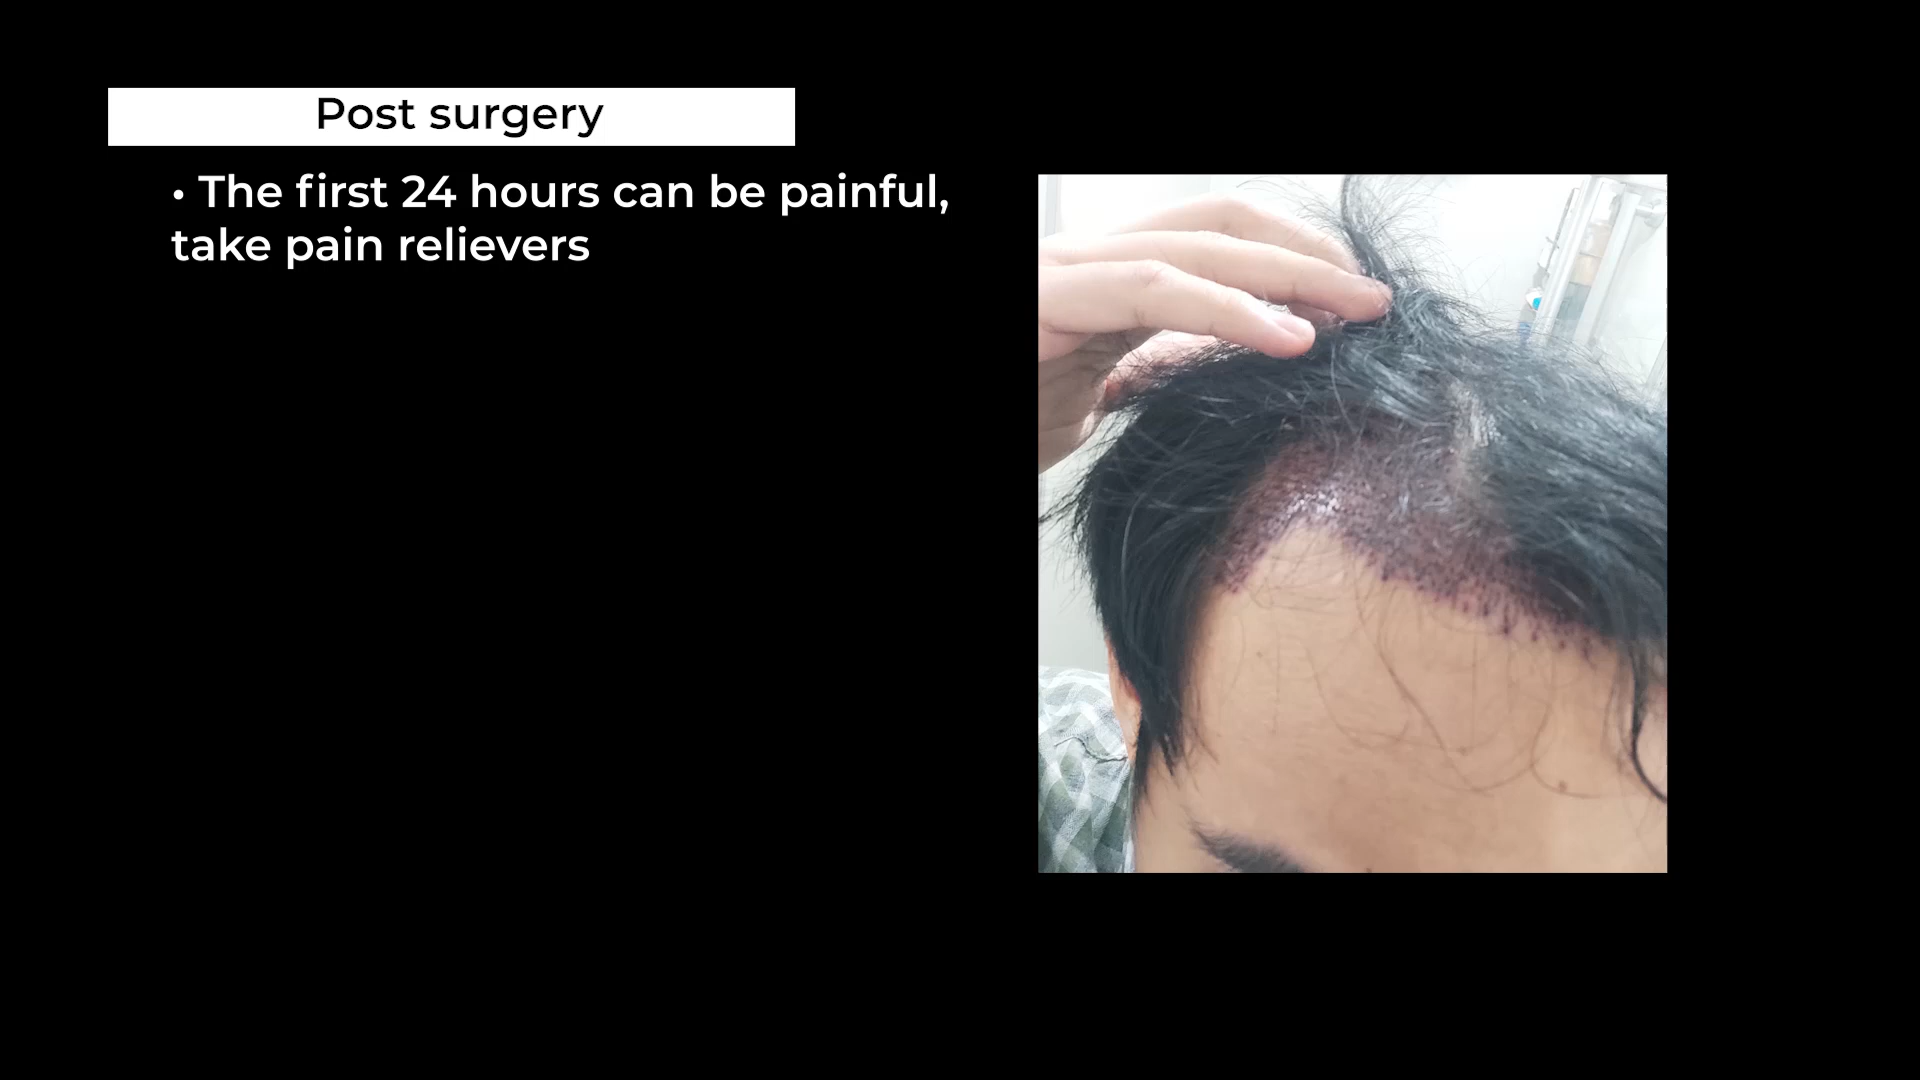 Post surgery
• The first 24 hours can be painful,
take pain relievers